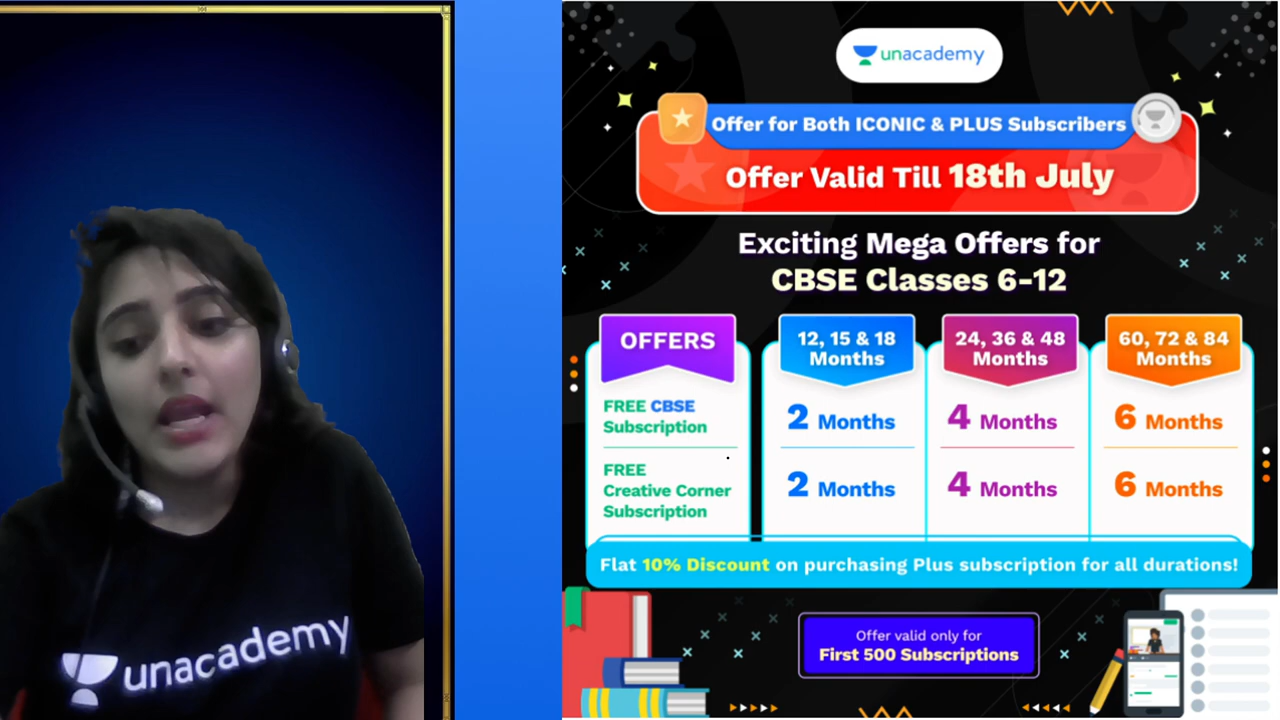 unacademy
unacademy
Offer for Both ICONIC & PLUS Subscribers
Offer Valid Till 18th July
Exciting Mega Offers for
CBSE Classes 6-12
OFFERS
12, 15 & 18
Months
24, 36 & 48
Months
60, 72 & 84
Months
FREE CBSE
Subscription
2 Months
4 Months
6 Months
FREE
Creative Corner
Subscription
2 Months
4 Months
6 Months
Flat 10% Discount on purchasing Plus subscription for all durations!
Offer valid only for
First 500 Subscriptions